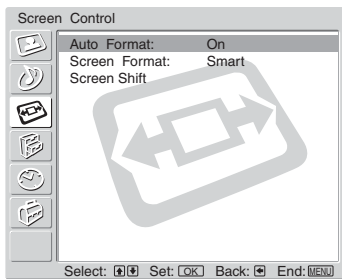 Screen Control
Auto Format: On
Screen Format: Smart
Screen Shift
Select: Set: OK Back: End: MENU